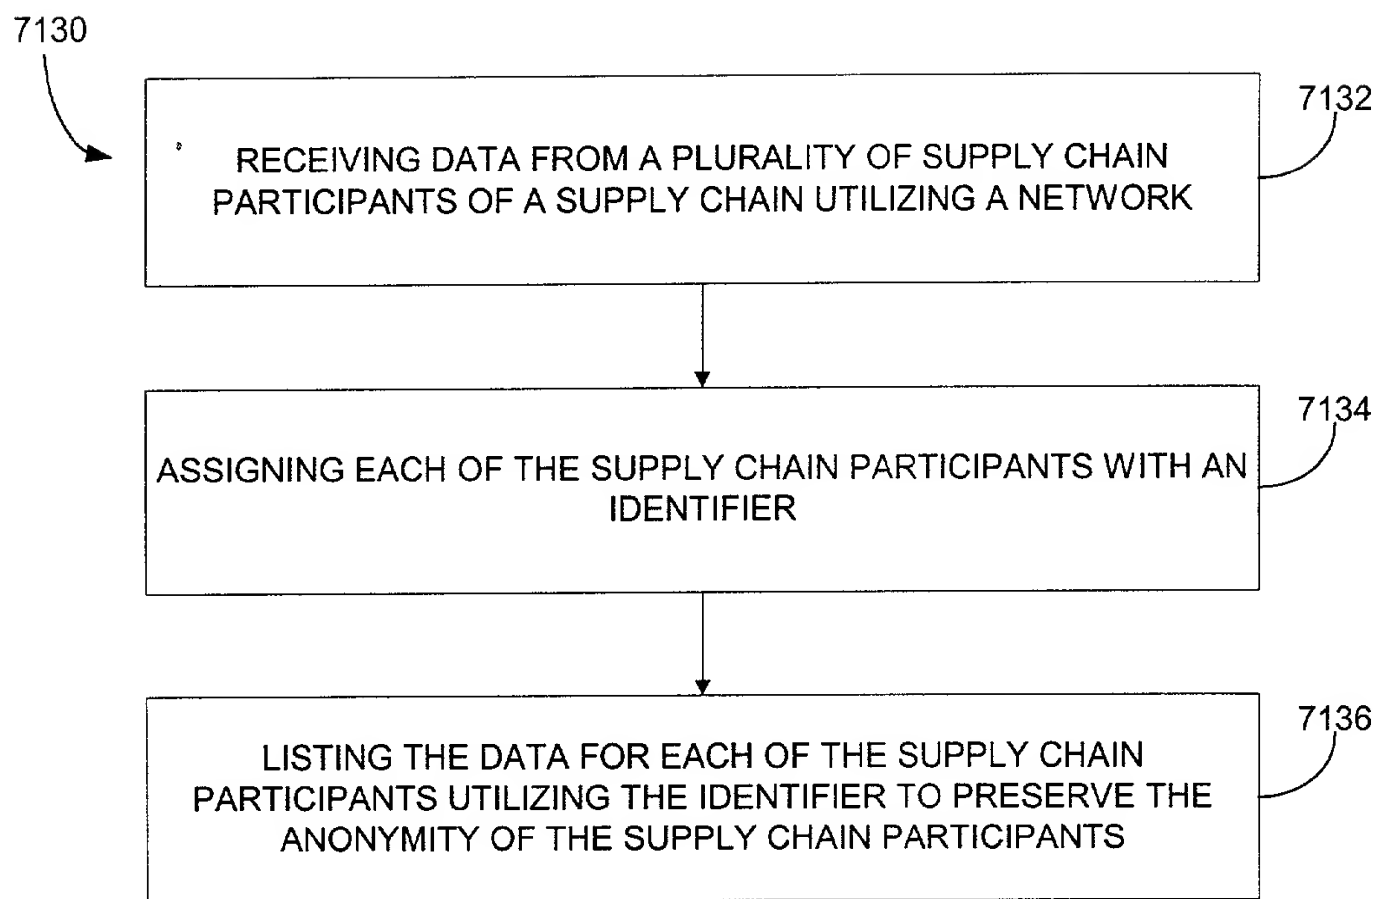 7130
7132
RECEIVING DATA FROM A PLURALITY OF SUPPLY CHAIN
PARTICIPANTS OF A SUPPLY CHAIN UTILIZING A NETWORK
7134
ASSIGNING EACH OF THE SUPPLY CHAIN PARTICIPANTS WITH AN
IDENTIFIER
7136
LISTING THE DATA FOR EACH OF THE SUPPLY CHAIN
PARTICIPANTS UTILIZING THE IDENTIFIER TO PRESERVE THE
ANONYMITY OF THE SUPPLY CHAIN PARTICIPANTS